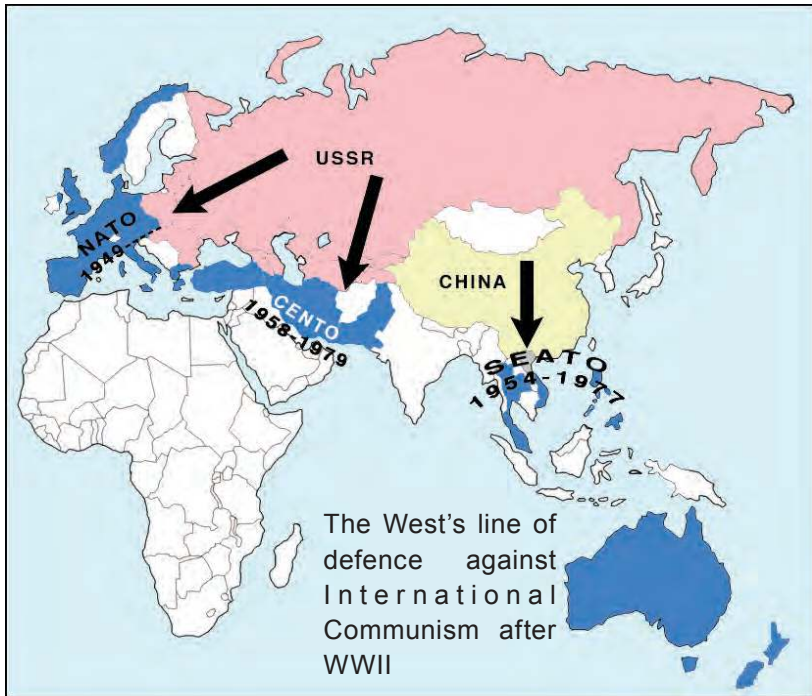 USSR
NATO
1949-----
CENTO
1958-1979
CHINA
SEATO
1954-1977
The West's line of
defence against
International
Communism after
WWII